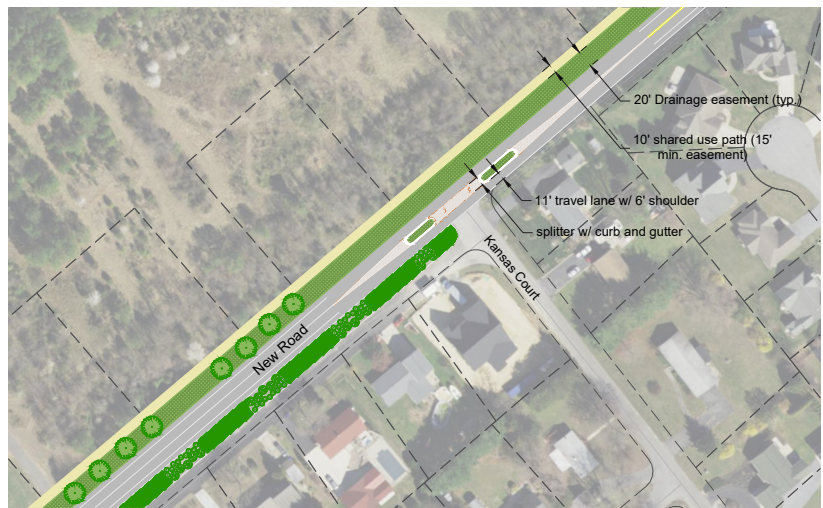 20' Drainage easement (typ.)
10' shared use path (15'
min. easement)
11' travel lane w/ 6' shoulder
splitter w/ curb and gutter
Kansas Court
New Road